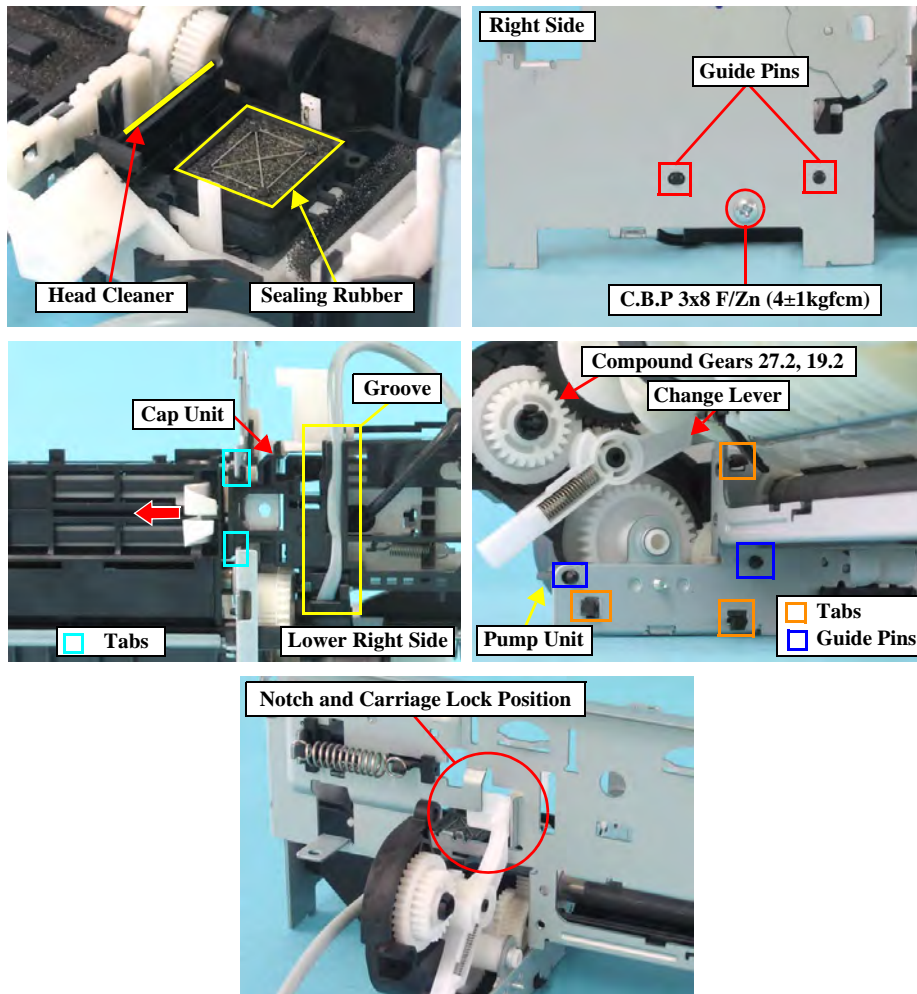 Head Cleaner
Sealing Rubber
Right Side
Guide Pins
C.B.P 3x8 F/Zn (4±1kgfcm)
Cap Unit
Groove
Tabs
Lower Right Side
Compound Gears 27.2, 19.2
Change Lever
Pump Unit
Tabs
Guide Pins
Notch and Carriage Lock Position